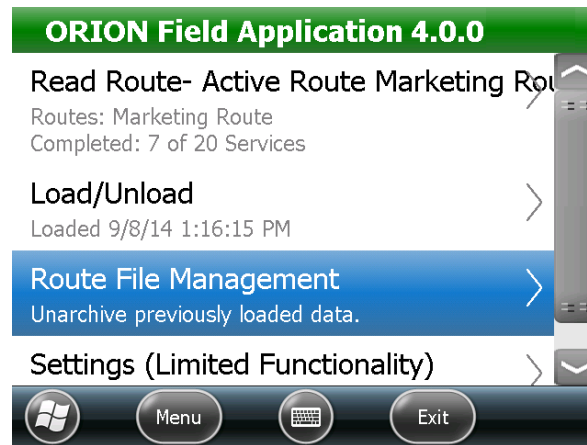 ORION Field Application 4.0.0
Read Route- Active Route Marketing Rou
Routes: Marketing Route
Completed: 7 of 20 Services
Load/Unload
Loaded 9/8/14 1:16:15 PM
Route File Management
Unarchive previously loaded data.
Settings (Limited Functionality)
Menu
Exit